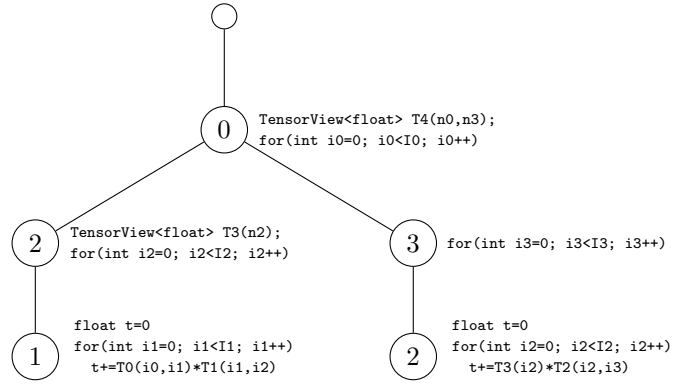 0
TensorView<float> T4(n0,n3);
for(int i0=0; i0<I0; i0++)
2
TensorView<float> T3(n2);
for(int i2=0; i2<I2; i2++)
3
for(int i3=0; i3<I3; i3++)
1
float t=0
for(int i1=0; i1<I1; i1++)
t+=T0(i0,i1)*T1(i1,i2)
2
float t=0
for(int i2=0; i2<I2; i2++)
t+=T3(i2)*T2(i2,i3)